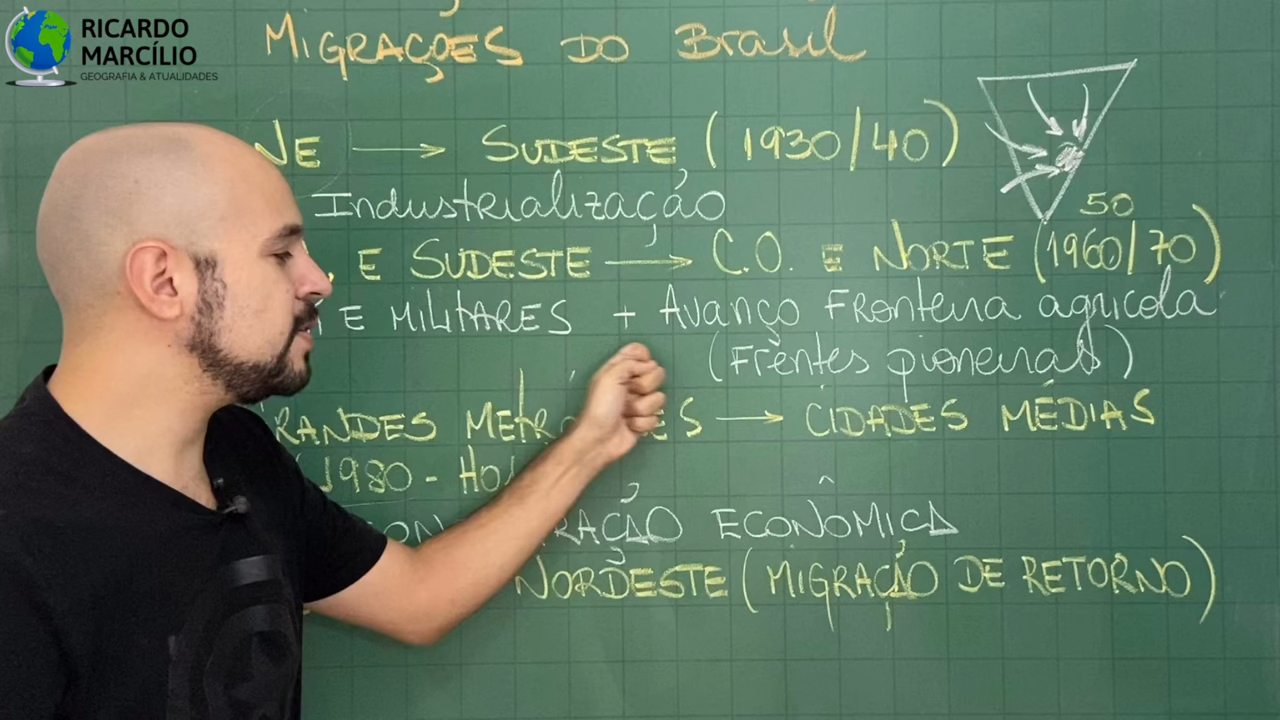 RICARDO
MARCÍLIO
GEOGRAFIA & ATUALIDADES
MIGRAÇÕES DO Brasil
NE → SUDESTE (1930/40)
Industrialização
50
E SUDESTE → C.O. E NORTE (1960/70)
E MILITARES + Avanço Fronteira agrícola
(Frentes pioneiras)
RANDES → CIDADES MÉDIAS
(1980 -
RAÇÃO ECONÔMICA
NORDESTE (MIGRAÇÃO DE RETORNO)